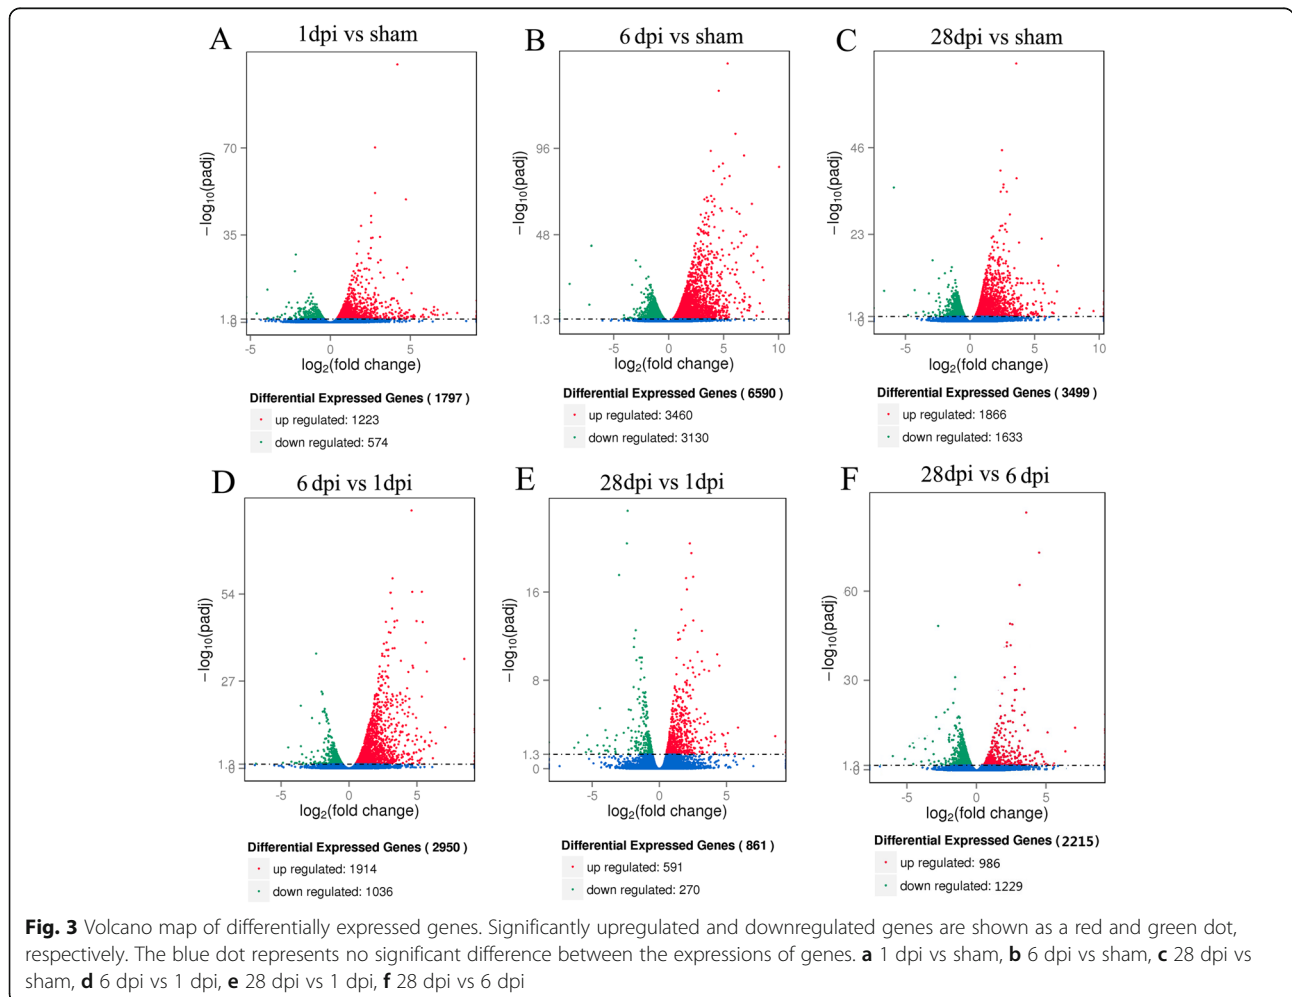 A
1dpi vs sham
−log10(padj)
70
35
1.3
0
-5
0
5
log2(fold change)
Differential Expressed Genes ( 1797 )
up regulated: 1223
down regulated: 574
B
6 dpi vs sham
−log10(padj)
96
48
1.3
-5
0
5
10
log2(fold change)
Differential Expressed Genes ( 6590 )
up regulated: 3460
down regulated: 3130
C
28dpi vs sham
−log10(padj)
46
23
1.3
0
-5
0
5
10
log2(fold change)
Differential Expressed Genes ( 3499 )
up regulated: 1866
down regulated: 1633
D
6 dpi vs 1dpi
−log10(padj)
54
27
1.3
0
-5
0
5
log2(fold change)
Differential Expressed Genes ( 2950 )
up regulated: 1914
down regulated: 1036
E
28dpi vs 1dpi
−log10(padj)
16
8
1.3
0
-5
0
5
log2(fold change)
Differential Expressed Genes ( 861 )
up regulated: 591
down regulated: 270
F
28dpi vs 6 dpi
−log10(padj)
60
30
1.3
0
-5
0
5
log2(fold change)
Differential Expressed Genes (2215)
up regulated: 986
down regulated: 1229
Fig. 3 Volcano map of differentially expressed genes. Significantly upregulated and downregulated genes are shown as a red and green dot,
respectively. The blue dot represents no significant difference between the expressions of genes. a 1 dpi vs sham, b 6 dpi vs sham, c 28 dpi vs
sham, d 6 dpi vs 1 dpi, e 28 dpi vs 1 dpi, f 28 dpi vs 6 dpi